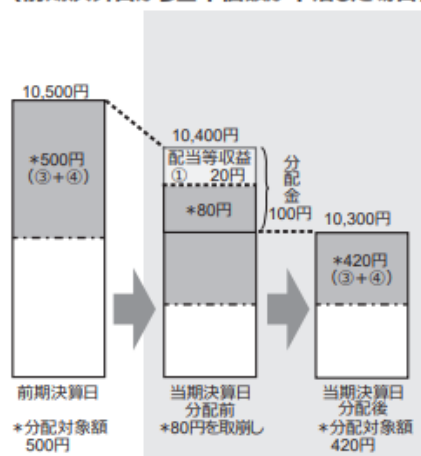 10,500円
*500円
(③+④)
前期決算日
*分配対象額
500円
10,400円
配当等収益
① 20円
*80円
分配金
100円
当期決算日
分配前
*80円を取崩し
10,300円
*420円
(③+④)
当期決算日
分配後
*分配対象額
420円